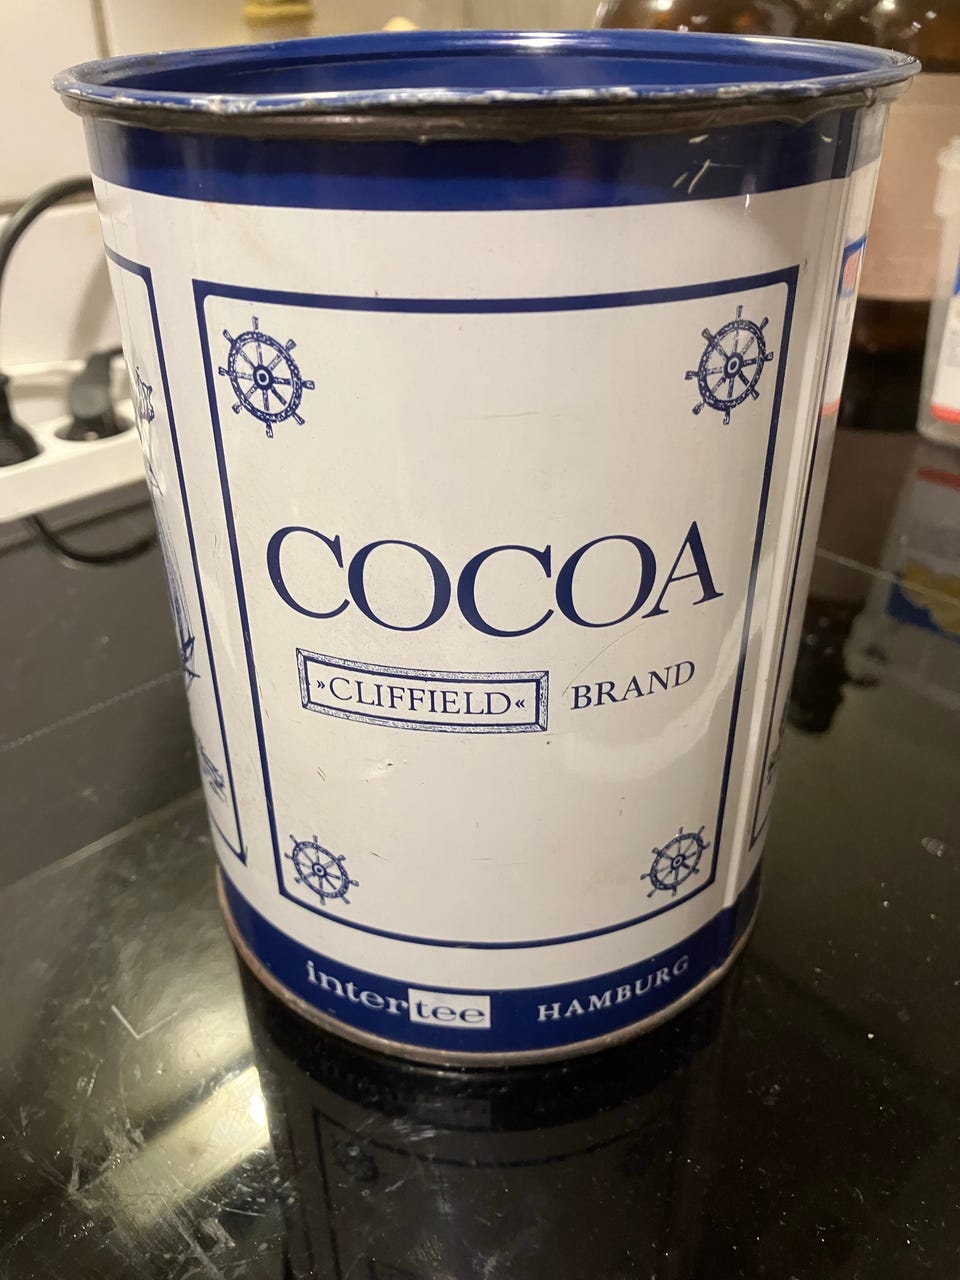 COCOA
»CLIFFIELD« BRAND
intertee HAMBURG